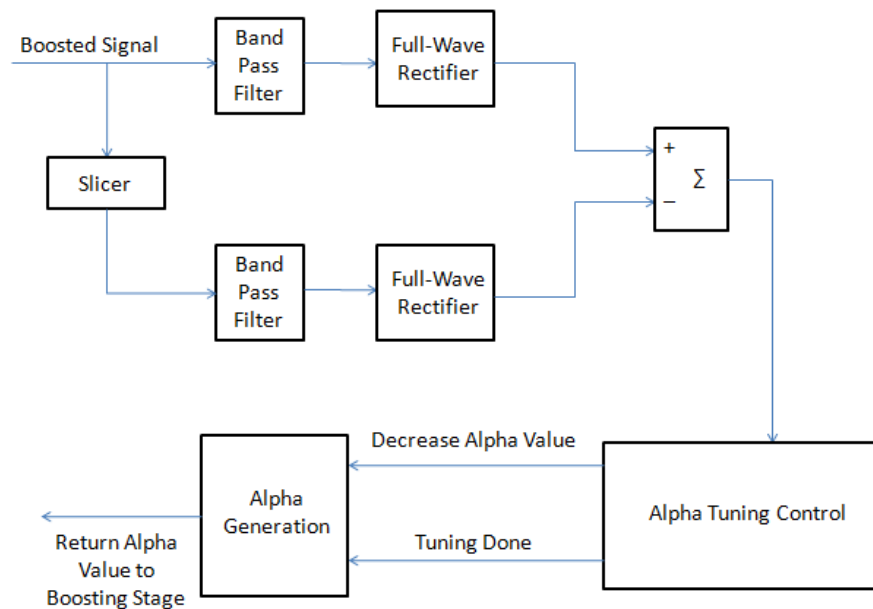 Boosted Signal
Band
Pass
Filter
Full-Wave
Rectifier
Slicer
+
Σ
–
Band
Pass
Filter
Full-Wave
Rectifier
Decrease Alpha Value
Alpha
Generation
Alpha Tuning Control
Tuning Done
Return Alpha
Value to
Boosting Stage